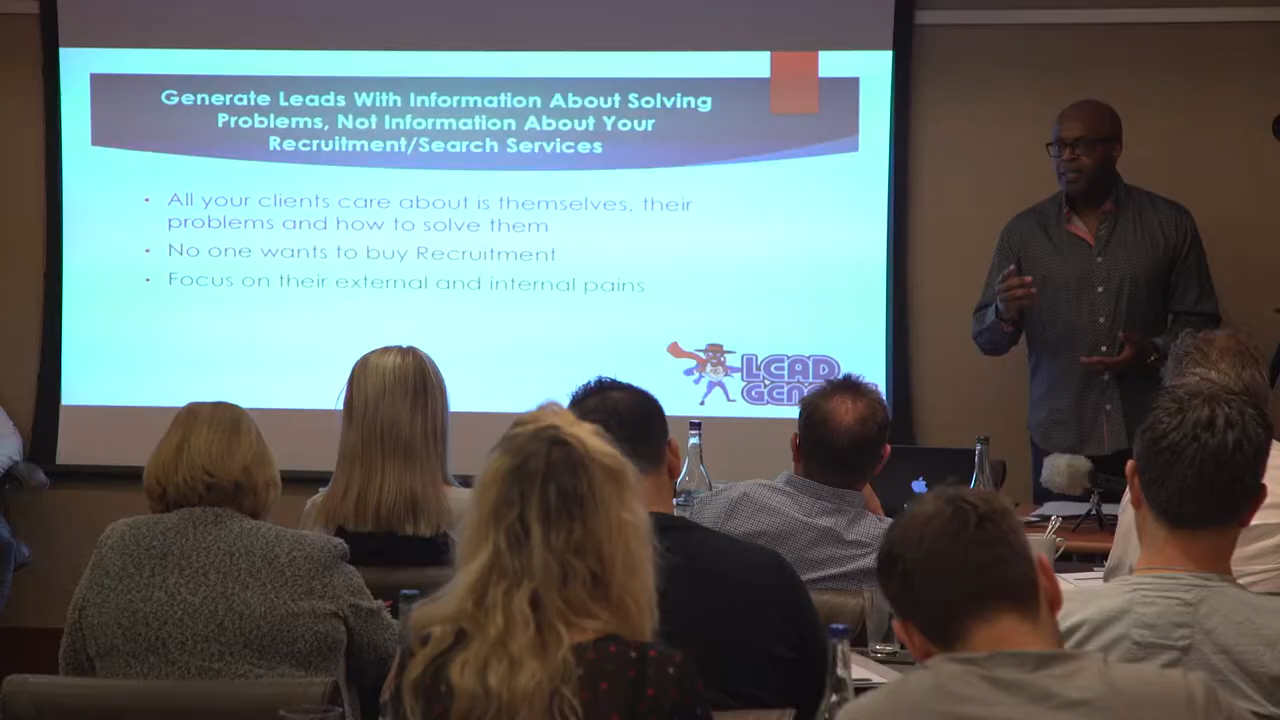 Generate Leads With Information About Solving
Problems, Not Information About Your
Recruitment/Search Services
• All your clients care about is themselves, their
problems and how to solve them
• No one wants to buy Recruitment
• Focus on their external and internal pains
LEAD